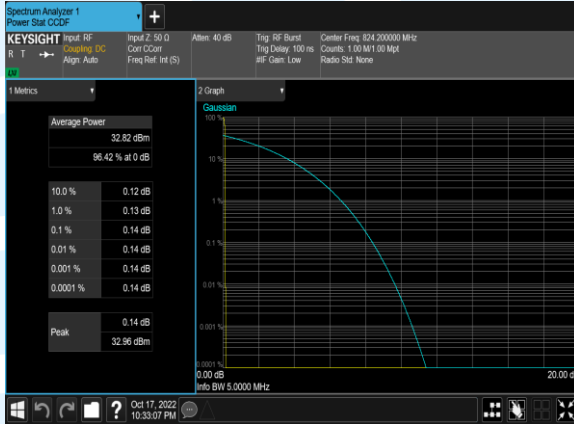 Spectrum Analyzer 1
Power Stat CCDF
KEYSIGHT
R T
Input: RF
Coupling: DC
Align: Auto
Input Z: 50 Ω
Corr CCorr
Freq Ref: Int (S)
Atten: 40 dB
Trig: RF Burst
Trig Delay: 100 ns
#IF Gain: Low
Center Freq: 824.200000 MHz
Counts: 1.00 M/1.00 Mpt
Radio Std: None
1 Metrics
Average Power
32.82 dBm
96.42 % at 0 dB
10.0 % 0.12 dB
1.0 % 0.13 dB
0.1 % 0.14 dB
0.01 % 0.14 dB
0.001 % 0.14 dB
0.0001 % 0.14 dB
Peak
0.14 dB
32.96 dBm
2 Graph
Gaussian
100 %
10 %
1 %
0.1 %
0.01 %
0.001 %
0.0001 %
0.00 dB
20.00 d
Info BW 5.0000 MHz
?
Oct 17, 2022
10:33:07 PM